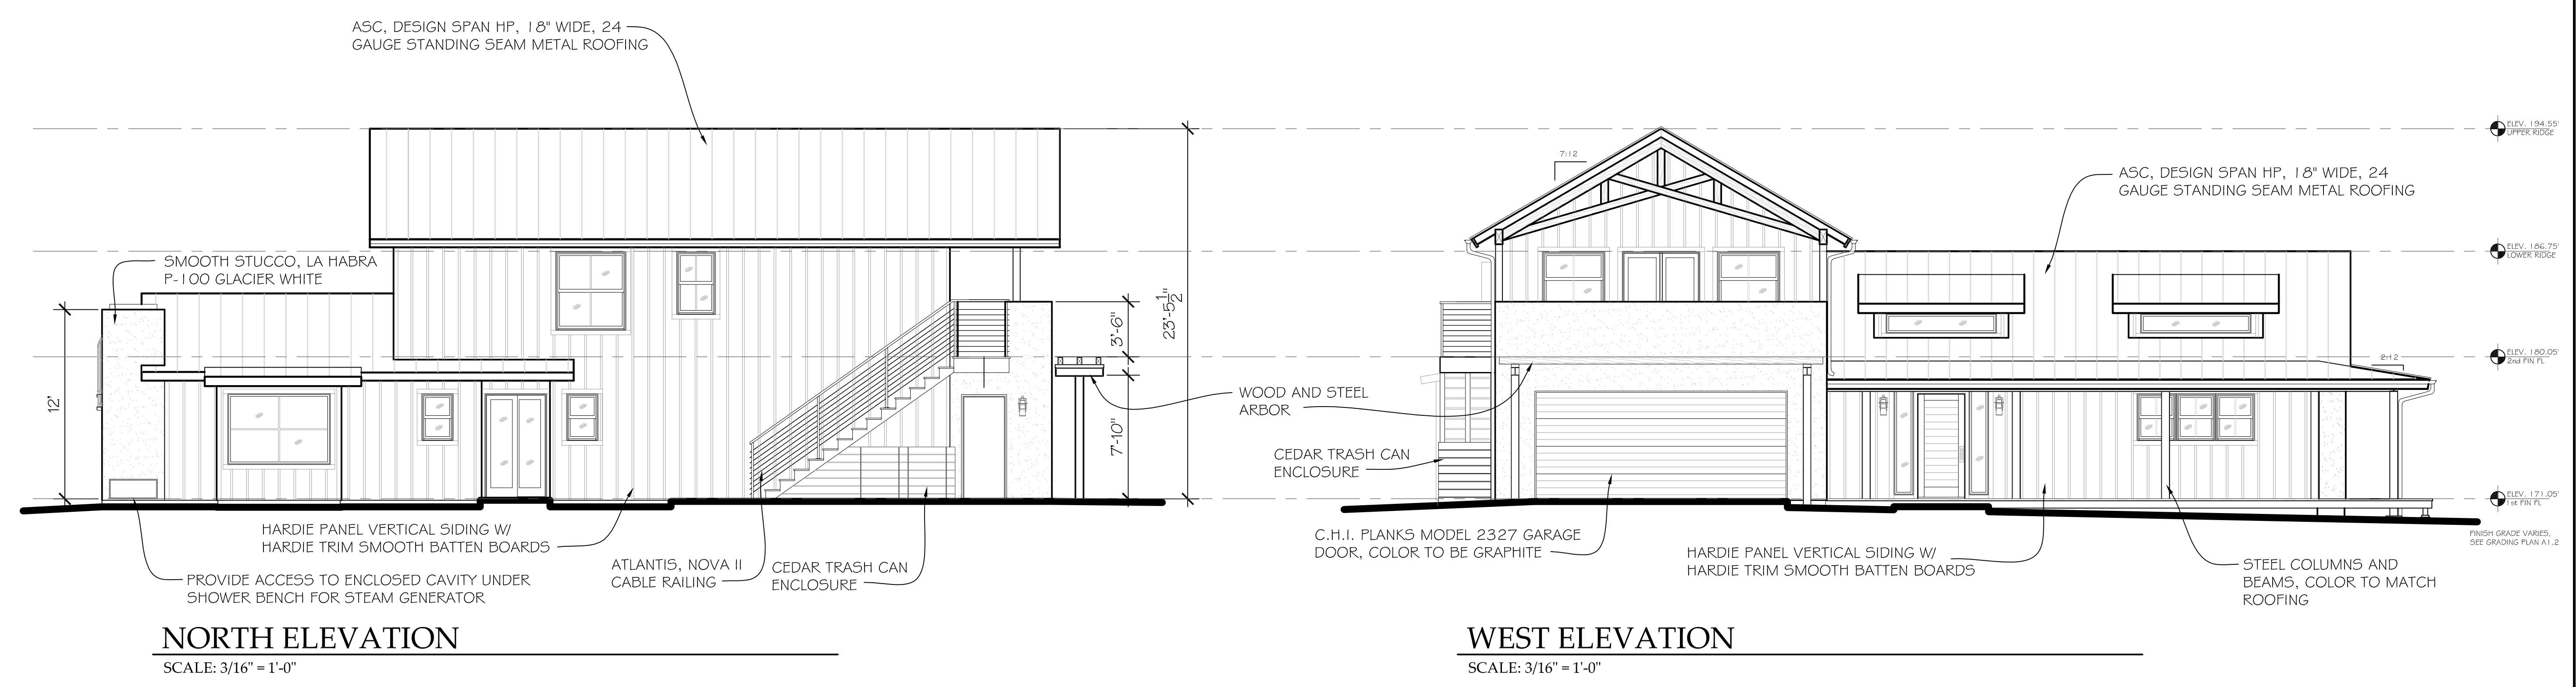 ASC, DESIGN SPAN HP, 18" WIDE, 24
GAUGE STANDING SEAM METAL ROOFING
SMOOTH STUCCO, LA HABRA
P-100 GLACIER WHITE
12'
3'-6"
23'-5 1/2"
7'-10"
HARDIE PANEL VERTICAL SIDING W/
HARDIE TRIM SMOOTH BATTEN BOARDS
PROVIDE ACCESS TO ENCLOSED CAVITY UNDER
SHOWER BENCH FOR STEAM GENERATOR
ATLANTIS, NOVA II
CABLE RAILING
CEDAR TRASH CAN
ENCLOSURE
NORTH ELEVATION
SCALE: 3/16" = 1'-0"
WOOD AND STEEL
ARBOR
CEDAR TRASH CAN
ENCLOSURE
7:12
ASC, DESIGN SPAN HP, 18" WIDE, 24
GAUGE STANDING SEAM METAL ROOFING
2:12
ELEV. 194.55'
UPPER RIDGE
ELEV. 186.75'
LOWER RIDGE
ELEV. 180.05'
2nd FIN FL
ELEV. 171.05'
1st FIN FL
FINISH GRADE VARIES,
SEE GRADING PLAN A1.2
C.H.I. PLANKS MODEL 2327 GARAGE
DOOR, COLOR TO BE GRAPHITE
HARDIE PANEL VERTICAL SIDING W/
HARDIE TRIM SMOOTH BATTEN BOARDS
STEEL COLUMNS AND
BEAMS, COLOR TO MATCH
ROOFING
WEST ELEVATION
SCALE: 3/16" = 1'-0"